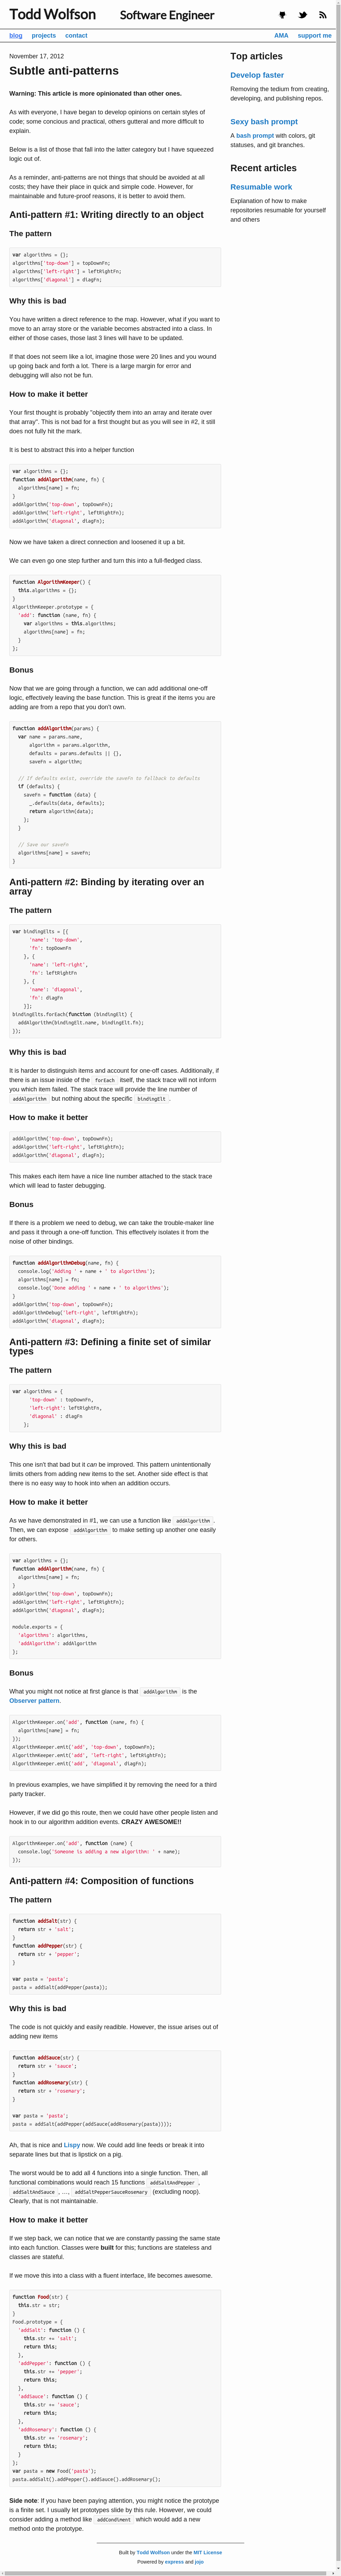 Todd Wolfson
Software Engineer
blog projects contact AMA support me
November 17, 2012
Subtle anti-patterns
Warning: This article is more opinionated than other ones.
As with everyone, I have began to develop opinions on certain styles of
code; some conscious and practical, others gutteral and more difficult to
explain.
Below is a list of those that fall into the latter category but I have squeezed
logic out of.
As a reminder, anti-patterns are not things that should be avoided at all
costs; they have their place in quick and simple code. However, for
maintainable and future-proof reasons, it is better to avoid them.
Anti-pattern #1: Writing directly to an object
The pattern
var algorithms = {};
algorithms['top-down'] = topDownFn;
algorithms['left-right'] = leftRightFn;
algorithms['diagonal'] = diagFn;
Why this is bad
You have written a direct reference to the map. However, what if you want to
move to an array store or the variable becomes abstracted into a class. In
either of those cases, those last 3 lines will have to be updated.
If that does not seem like a lot, imagine those were 20 lines and you wound
up going back and forth a lot. There is a large margin for error and
debugging will also not be fun.
How to make it better
Your first thought is probably "objectify them into an array and iterate over
that array". This is not bad for a first thought but as you will see in #2, it still
does not fully hit the mark.
It is best to abstract this into a helper function
var algorithms = {};
function addAlgorithm(name, fn) {
  algorithms[name] = fn;
}
addAlgorithm('top-down', topDownFn);
addAlgorithm('left-right', leftRightFn);
addAlgorithm('diagonal', diagFn);
Now we have taken a direct connection and loosened it up a bit.
We can even go one step further and turn this into a full-fledged class.
function AlgorithmKeeper() {
  this.algorithms = {};
}
AlgorithmKeeper.prototype = {
  'add': function (name, fn) {
    var algorithms = this.algorithms;
    algorithms[name] = fn;
  }
};
Bonus
Now that we are going through a function, we can add additional one-off
logic, effectively leaving the code base in tact. This is great if the items you are
adding are from a repo that you don't own.
function addAlgorithm(params) {
  var name = params.name,
      algorithm = params.algorithm,
      defaults = params.defaults || {},
      saveFn = algorithm;
  // If defaults exist, override the saveFn to fallback to defaults
  if (defaults) {
    saveFn = function (data) {
      _.defaults(data, defaults);
      return algorithm(data);
    };
  }
  // Save our saveFn
  algorithms[name] = saveFn;
}
Anti-pattern #2: Binding by iterating over an
array
The pattern
var bindingElts = [{
      'name': 'top-down',
      'fn': topDownFn
    }, {
      'name': 'left-right',
      'fn': leftRightFn
    }, {
      'name': 'diagonal',
      'fn': diagFn
    }];
bindingElts.forEach(function (bindingElt) {
  addAlgorithm(bindingElt.name, bindingElt.fn);
});
Why this is bad
It is harder to distinguish items and account for one-off cases. Additionally, if
there is an issue inside of the forEach itself, the stack trace will not inform
you which item failed. The stack trace will provide the line number of
addAlgorithm but nothing about the specific bindingElt.
How to make it better
addAlgorithm('top-down', topDownFn);
addAlgorithm('left-right', leftRightFn);
addAlgorithm('diagonal', diagFn);
This makes each item have a nice line number attached to the stack trace
which will lead to faster debugging.
Bonus
If there is a problem we need to debug, we can take the trouble-maker line
and pass it through a one-off function. This effectively isolates it from the
noise of other bindings.
function addAlgorithmDebug(name, fn) {
  console.log('Adding ' + name + ' to algorithms');
  algorithms[name] = fn;
  console.log('Done adding ' + name + ' to algorithms');
}
addAlgorithm('top-down', topDownFn);
addAlgorithmDebug('left-right', leftRightFn);
addAlgorithm('diagonal', diagFn);
Anti-pattern #3: Defining a finite set of similar
types
The pattern
var algorithms = {
      'top-down' : topDownFn,
      'left-right': leftRightFn,
      'diagonal' : diagFn
    };
Why this is bad
This one isn't that bad but it can be improved. This pattern unintentionally
limits others from adding new items to the set. Another side effect is that
there is no easy way to hook into when an addition occurs.
How to make it better
As we have demonstrated in #1, we can use a function like addAlgorithm.
Then, we can expose addAlgorithm to make setting up another one easily
for others.
var algorithms = {};
function addAlgorithm(name, fn) {
  algorithms[name] = fn;
}
addAlgorithm('top-down', topDownFn);
addAlgorithm('left-right', leftRightFn);
addAlgorithm('diagonal', diagFn);
module.exports = {
  'algorithms': algorithms,
  'addAlgorithm': addAlgorithm
};
Bonus
What you might not notice at first glance is that addAlgorithm is the
Observer pattern.
AlgorithmKeeper.on('add', function (name, fn) {
  algorithms[name] = fn;
});
AlgorithmKeeper.emit('add', 'top-down', topDownFn);
AlgorithmKeeper.emit('add', 'left-right', leftRightFn);
AlgorithmKeeper.emit('add', 'diagonal', diagFn);
In previous examples, we have simplified it by removing the need for a third
party tracker.
However, if we did go this route, then we could have other people listen and
hook in to our algorithm addition events. CRAZY AWESOME!!
AlgorithmKeeper.on('add', function (name) {
  console.log('Someone is adding a new algorithm: ' + name);
});
Anti-pattern #4: Composition of functions
The pattern
function addSalt(str) {
  return str + 'salt';
}
function addPepper(str) {
  return str + 'pepper';
}
var pasta = 'pasta';
pasta = addSalt(addPepper(pasta));
Why this is bad
The code is not quickly and easily readible. However, the issue arises out of
adding new items
function addSauce(str) {
  return str + 'sauce';
}
function addRosemary(str) {
  return str + 'rosemary';
}
var pasta = 'pasta';
pasta = addSalt(addPepper(addSauce(addRosemary(pasta))));
Ah, that is nice and Lispy now. We could add line feeds or break it into
separate lines but that is lipstick on a pig.
The worst would be to add all 4 functions into a single function. Then, all
functional combinations would reach 15 functions addSaltAndPepper,
addSaltAndSauce, ..., addSaltPepperSauceRosemary (excluding noop).
Clearly, that is not maintainable.
How to make it better
If we step back, we can notice that we are constantly passing the same state
into each function. Classes were built for this; functions are stateless and
classes are stateful.
If we move this into a class with a fluent interface, life becomes awesome.
function Food(str) {
  this.str = str;
}
Food.prototype = {
  'addSalt': function () {
    this.str += 'salt';
    return this;
  },
  'addPepper': function () {
    this.str += 'pepper';
    return this;
  },
  'addSauce': function () {
    this.str += 'sauce';
    return this;
  },
  'addRosemary': function () {
    this.str += 'rosemary';
    return this;
  }
};
var pasta = new Food('pasta');
pasta.addSalt().addPepper().addSauce().addRosemary();
Side note: If you have been paying attention, you might notice the prototype
is a finite set. I usually let prototypes slide by this rule. However, we could
consider adding a method like addCondiment which would add a new
method onto the prototype.
Top articles
Develop faster
Removing the tedium from creating,
developing, and publishing repos.
Sexy bash prompt
A bash prompt with colors, git
statuses, and git branches.
Recent articles
Resumable work
Explanation of how to make
repositories resumable for yourself
and others
Built by Todd Wolfson under the MIT License
Powered by express and jojo